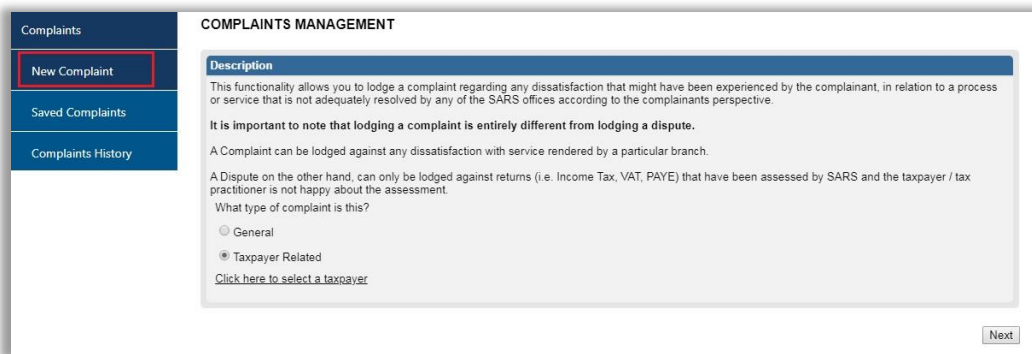 Complaints
New Complaint
Saved Complaints
Complaints History
COMPLAINTS MANAGEMENT
Description
This functionality allows you to lodge a complaint regarding any dissatisfaction that might have been experienced by the complainant, in relation to a process
or service that is not adequately resolved by any of the SARS offices according to the complainants perspective.
It is important to note that lodging a complaint is entirely different from lodging a dispute.
A Complaint can be lodged against any dissatisfaction with service rendered by a particular branch.
A Dispute on the other hand, can only be lodged against returns (i.e. Income Tax, VAT, PAYE) that have been assessed by SARS and the taxpayer / tax
practitioner is not happy about the assessment.
What type of complaint is this?
General
Taxpayer Related
Click here to select a taxpayer
Next